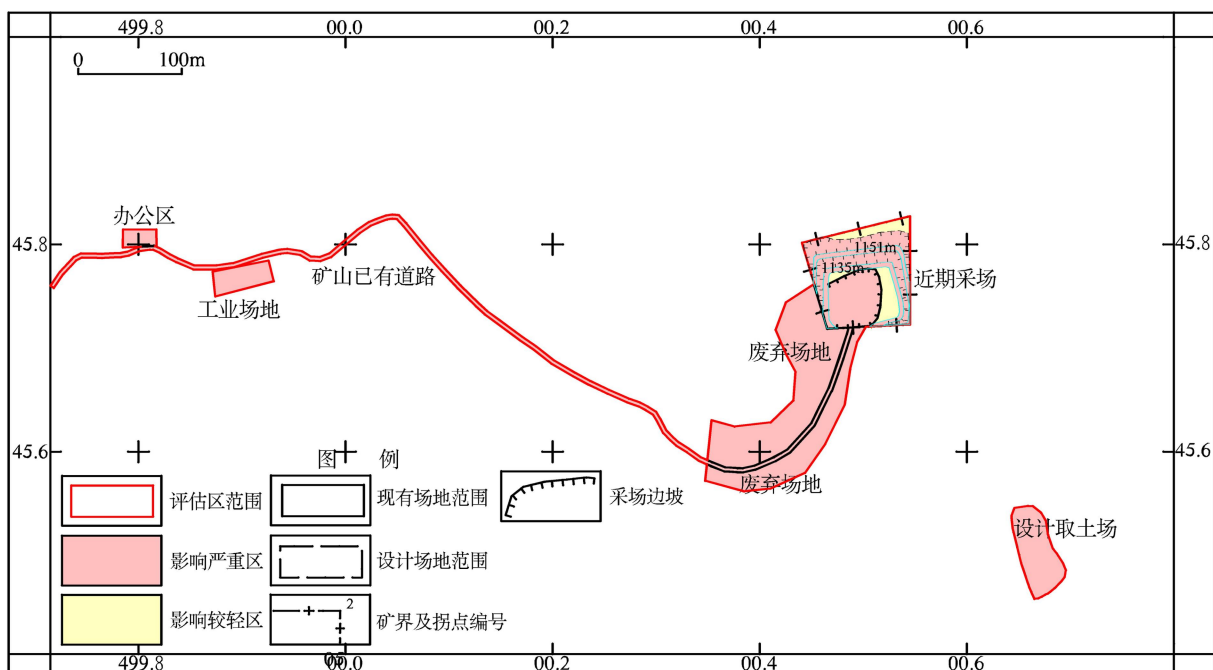 499.8 00.0 00.2 00.4 00.6
0 100m
办公区
45.8 45.8
1151m
1135m
矿山已有道路 近期采场
工业场地
废弃场地
45.6 45.6
图 例
废弃场地
评估区范围 现有场地范围 采场边坡
设计取土场
影响严重区 设计场地范围
2
影响较轻区 矿界及拐点编号
499.8 00.0 00.2 00.4 00.6